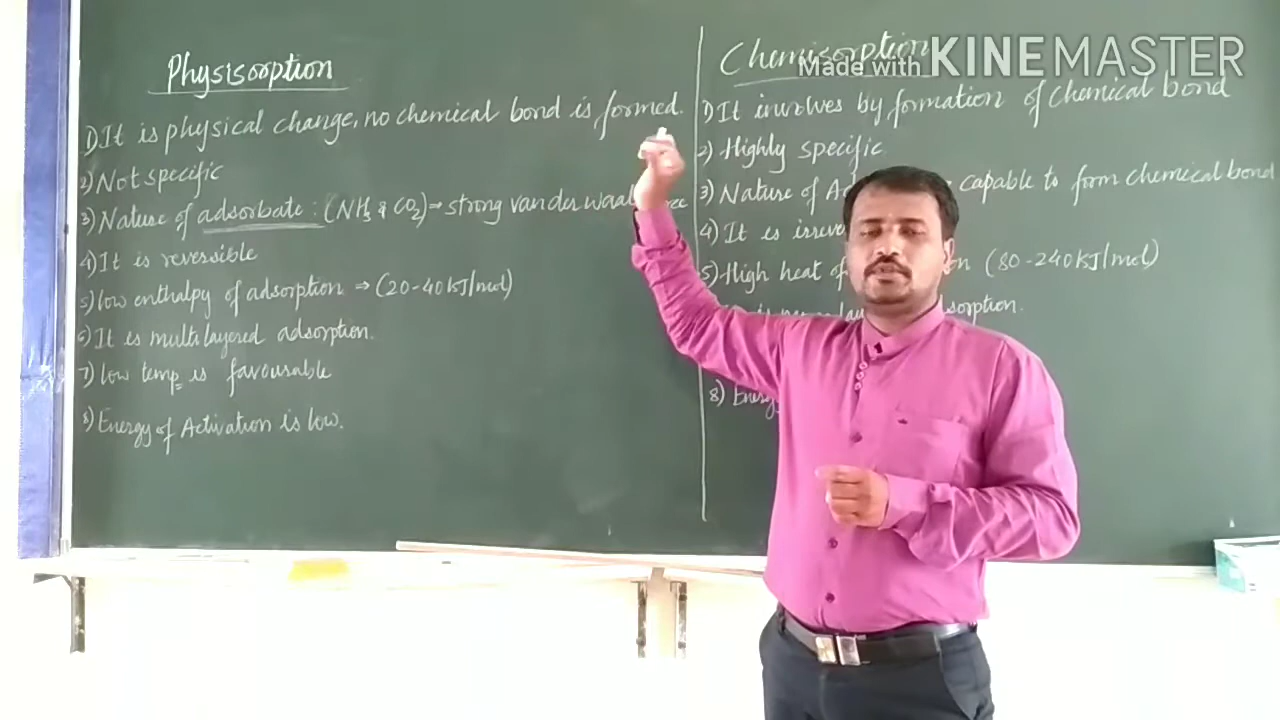 Physisorption
1) It is physical change, no chemical bond is formed.
2) Not specific
3) Nature of adsorbate: (NH3 & CO2) → strong vander waal
4) It is reversible
5) low enthalpy of adsorption ⇒ (20-40 kJ/mol)
6) It is multilayered adsorption.
7) low temp is favourable
8) Energy of Activation is low.
Chemisorption
Made with KINEMASTER
1) It involves by formation of chemical bond
2) Highly specific
3) Nature of capable to form chemical bond
4) It is
5) High heat of (80-240 kJ/mol)
8)